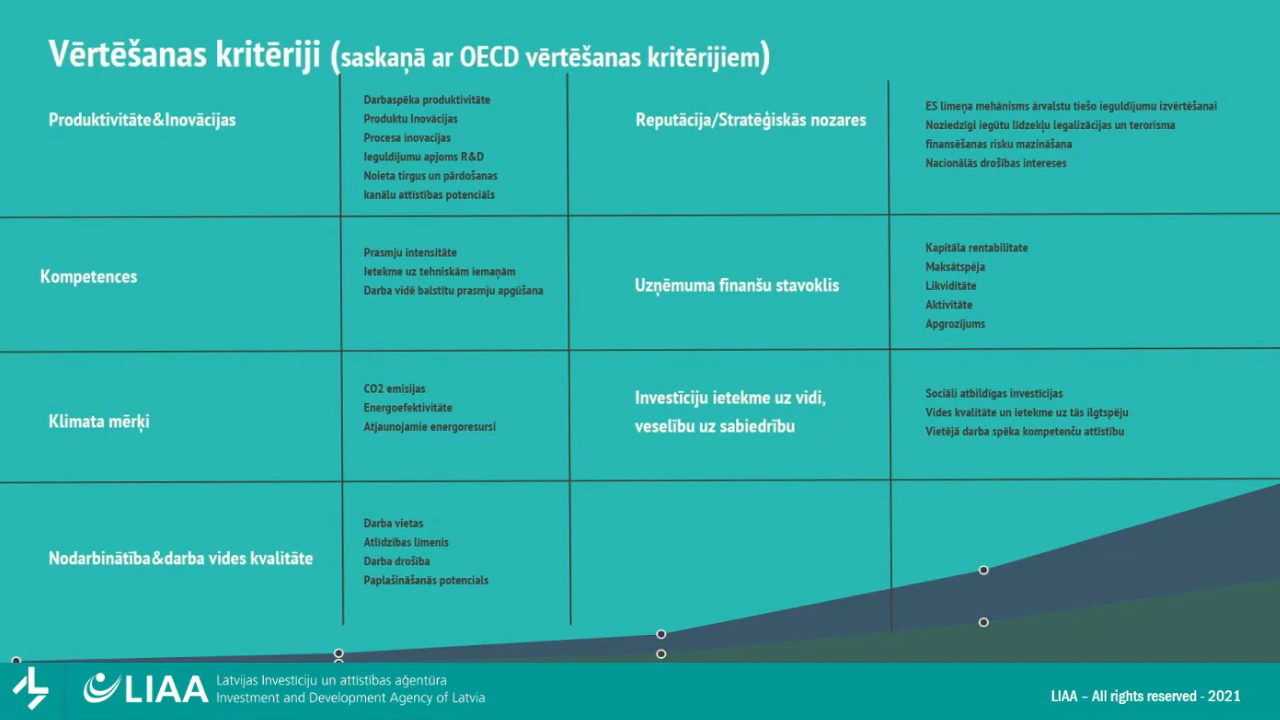 Vērtēšanas kritēriji (saskaņā ar OECD vērtēšanas kritērijiem)
Produktivitāte&Inovācijas
Darbaspēka produktivitāte
Produktu Inovācijas
Procesa inovacijas
Ieguldījumu apjoms R&D
Noieta tirgus un pārdošanas
kanālu attīstības potenciāls
Reputācija/Stratēģiskās nozares
ES līmeņa mehānisms ārvalstu tiešo ieguldījumu izvērtēšanai
Noziedzīgi iegūtu līdzekļu legalizācijas un terorisma
finansēšanas risku mazināšana
Nacionālās drošības intereses
Kompetences
Prasmju intensitāte
Ietekme uz tehniskām iemaņām
Darba vidē balstītu prasmju apgūšana
Uzņēmuma finanšu stavoklis
Kapitāla rentabilitate
Maksātspēja
Likviditāte
Aktivitāte
Apgrozījums
Klimata mērķi
CO2 emisijas
Energoefektivitāte
Atjaunojamie energoresursi
Investīciju ietekme uz vidi,
veselību uz sabiedrību
Sociāli atbildīgas investīcijas
Vides kvalitāte un ietekme uz tās ilgtspēju
Vietējā darba spēka kompetenču attīstību
Nodarbinātība&darba vides kvalitāte
Darba vietas
Atlīdzības līmenis
Darba drošība
Paplašināšanās potencials
LIAA
Latvijas Investīciju un attīstības aģentūra
Investment and Development Agency of Latvia
LIAA – All rights reserved - 2021